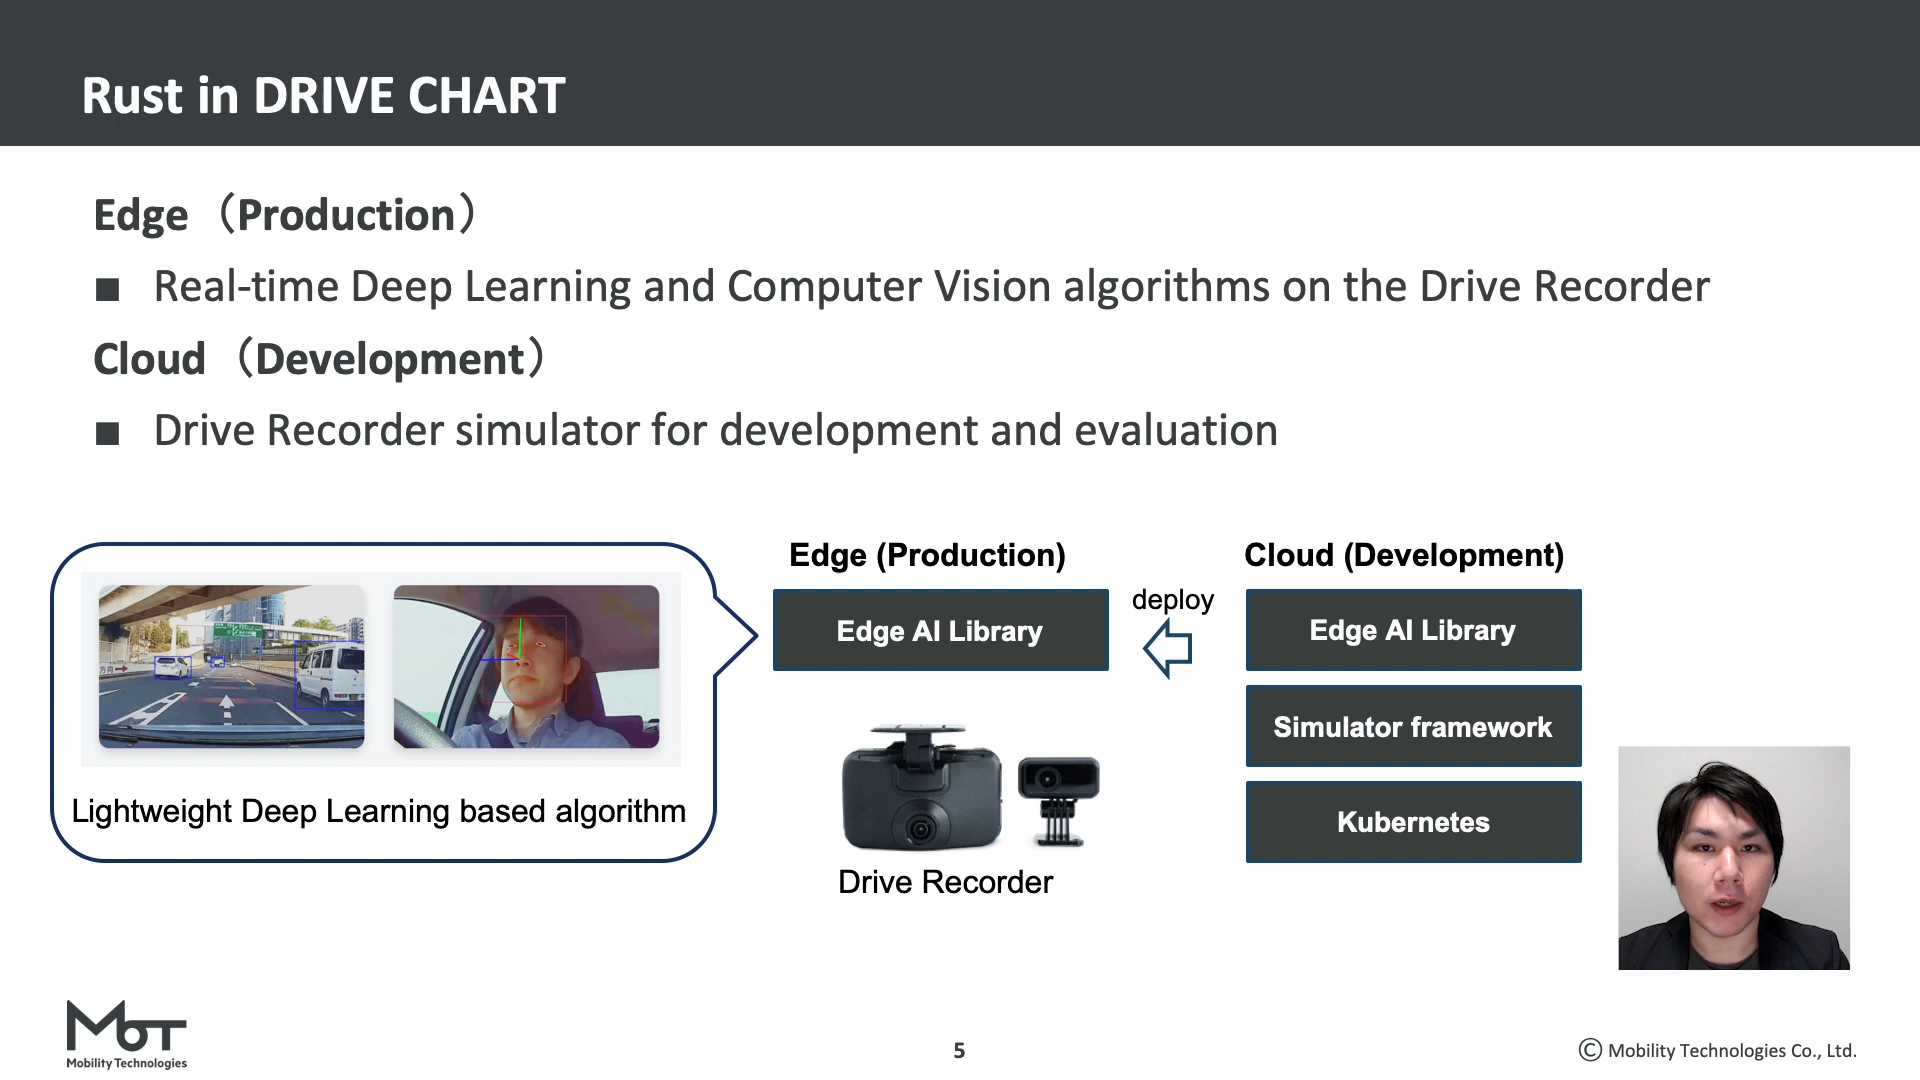 Rust in DRIVE CHART
Edge（Production）
■ Real-time Deep Learning and Computer Vision algorithms on the Drive Recorder
Cloud（Development）
■ Drive Recorder simulator for development and evaluation
Lightweight Deep Learning based algorithm
Edge (Production)
Edge AI Library
Drive Recorder
deploy
Cloud (Development)
Edge AI Library
Simulator framework
Kubernetes
MoT
Mobility Technologies
5
© Mobility Technologies Co., Ltd.